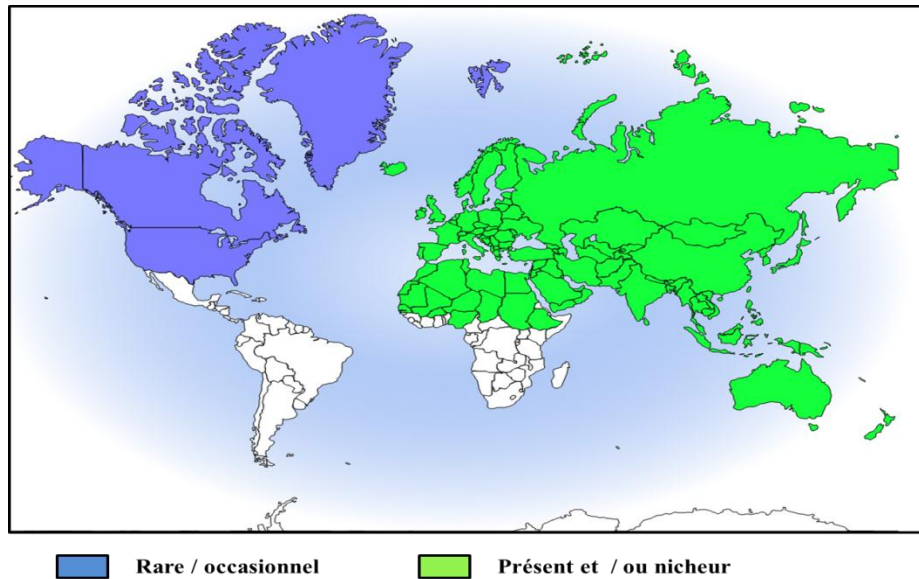 Rare / occasionnel
Présent et / ou nicheur